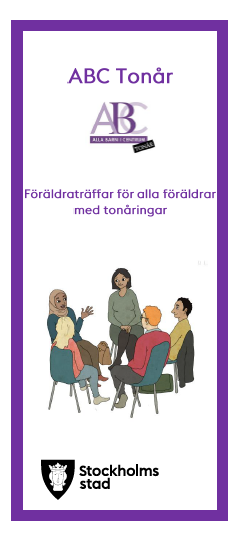 ABC Tonår
ABC
ALLA BARN I CENTRUM
TONÅR
Föräldraträffar för alla föräldrar
med tonåringar
Stockholms
stad